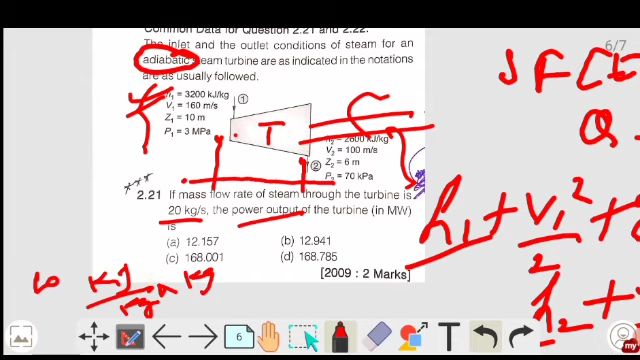 Common Data for Question 2.21 and 2.22.
The inlet and the outlet conditions of steam for an
adiabatic steam turbine are as indicated in the notations
are as usually followed.
h₁ = 3200 kJ/kg
V₁ = 160 m/s
Z₁ = 10 m
P₁ = 3 MPa
①
T
h₂ = 2600 kJ/kg
V₂ = 100 m/s
Z₂ = 6 m
P₂ = 70 kPa
②
2.21 If mass flow rate of steam through the turbine is
20 kg/s, the power output of the turbine (in MW)
is
(a) 12.157 (b) 12.941
(c) 168.001 (d) 168.785
[2009 : 2 Marks]
6/7
Q
h₁ + V₁²/2 +
h₂ +
6
T
my